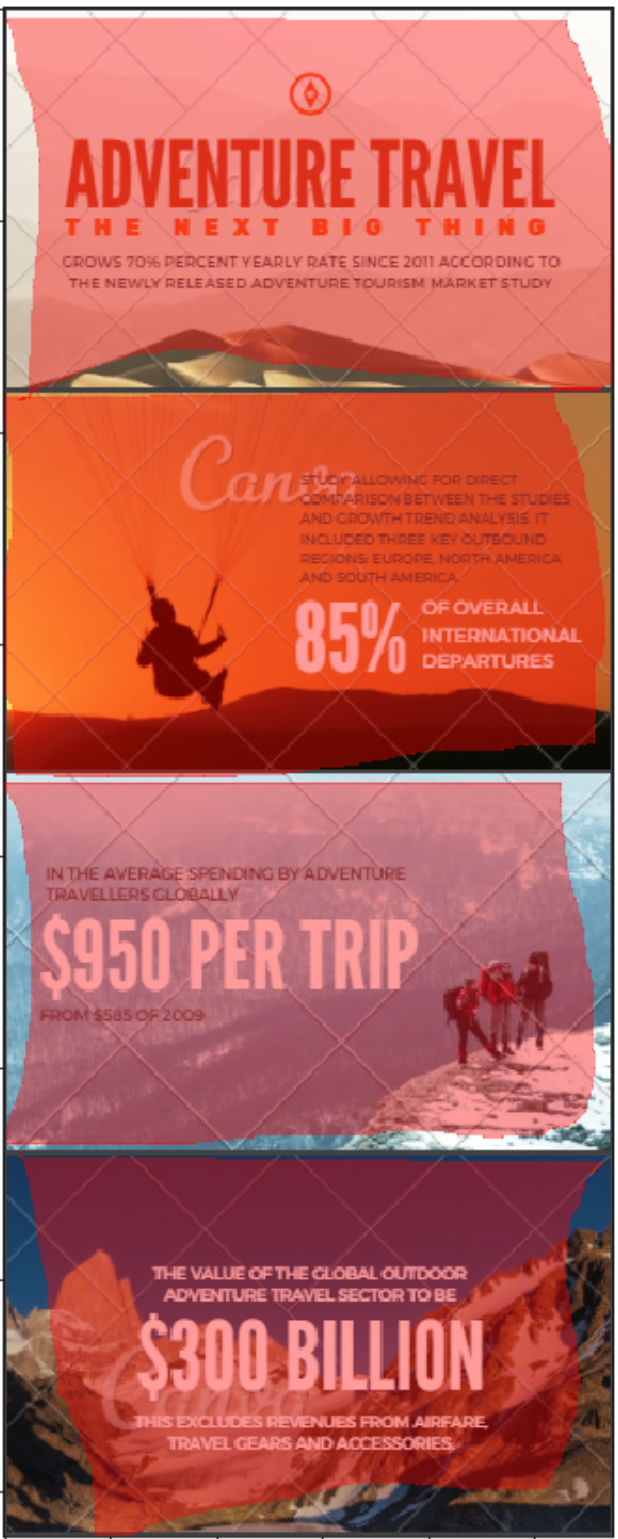 ADVENTURE TRAVEL
THE NEXT BIG THING
GROWS 70% PERCENT YEARLY RATE SINCE 2011 ACCORDING TO
THE NEWLY RELEASED ADVENTURE TOURISM MARKET STUDY
Canva
STUDY ALLOWING FOR DIRECT
COMPARISON BETWEEN THE STUDIES
AND GROWTH TREND ANALYSIS. IT
INCLUDED THREE KEY OUTBOUND
REGIONS: EUROPE, NORTH AMERICA
AND SOUTH AMERICA.
85% OF OVERALL
INTERNATIONAL
DEPARTURES
IN THE AVERAGE SPENDING BY ADVENTURE
TRAVELLERS GLOBALLY
$950 PER TRIP
FROM $585 OF 2009
THE VALUE OF THE GLOBAL OUTDOOR
ADVENTURE TRAVEL SECTOR TO BE
$300 BILLION
Canva
THIS EXCLUDES REVENUES FROM AIRFARE,
TRAVEL GEARS AND ACCESSORIES.